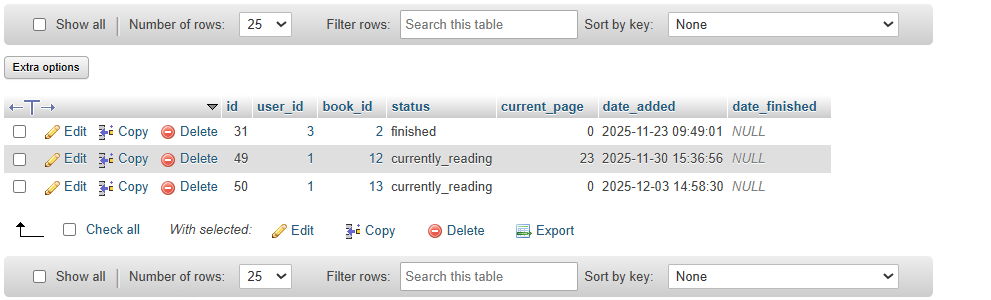 Show all Number of rows: 25 Filter rows: Search this table Sort by key: None
Extra options
←T→ id user_id book_id status current_page date_added date_finished
Edit Copy Delete 31 3 2 finished 0 2025-11-23 09:49:01 NULL
Edit Copy Delete 49 1 12 currently_reading 23 2025-11-30 15:36:56 NULL
Edit Copy Delete 50 1 13 currently_reading 0 2025-12-03 14:58:30 NULL
Check all With selected: Edit Copy Delete Export
Show all Number of rows: 25 Filter rows: Search this table Sort by key: None